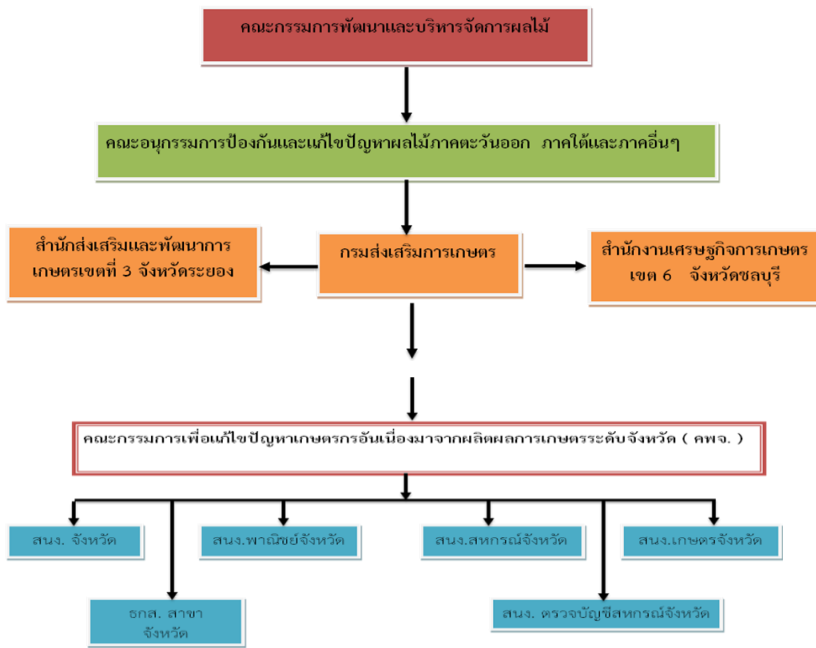 คณะกรรมการพัฒนาและบริหารจัดการผลไม้
คณะอนุกรรมการป้องกันและแก้ไขปัญหาผลไม้ภาคตะวันออก ภาคใต้และภาคอื่นๆ
สำนักส่งเสริมและพัฒนาการ
เกษตรเขตที่ 3 จังหวัดระยอง
กรมส่งเสริมการเกษตร
สำนักงานเศรษฐกิจการเกษตร
เขต 6 จังหวัดชลบุรี
คณะกรรมการเพื่อแก้ไขปัญหาเกษตรกรอันเนื่องมาจากผลิตผลการเกษตรระดับจังหวัด ( คพจ. )
สนง. จังหวัด
สนง.พาณิชย์จังหวัด
สนง.สหกรณ์จังหวัด
สนง.เกษตรจังหวัด
ธกส. สาขา
จังหวัด
สนง. ตรวจบัญชีสหกรณ์จังหวัด